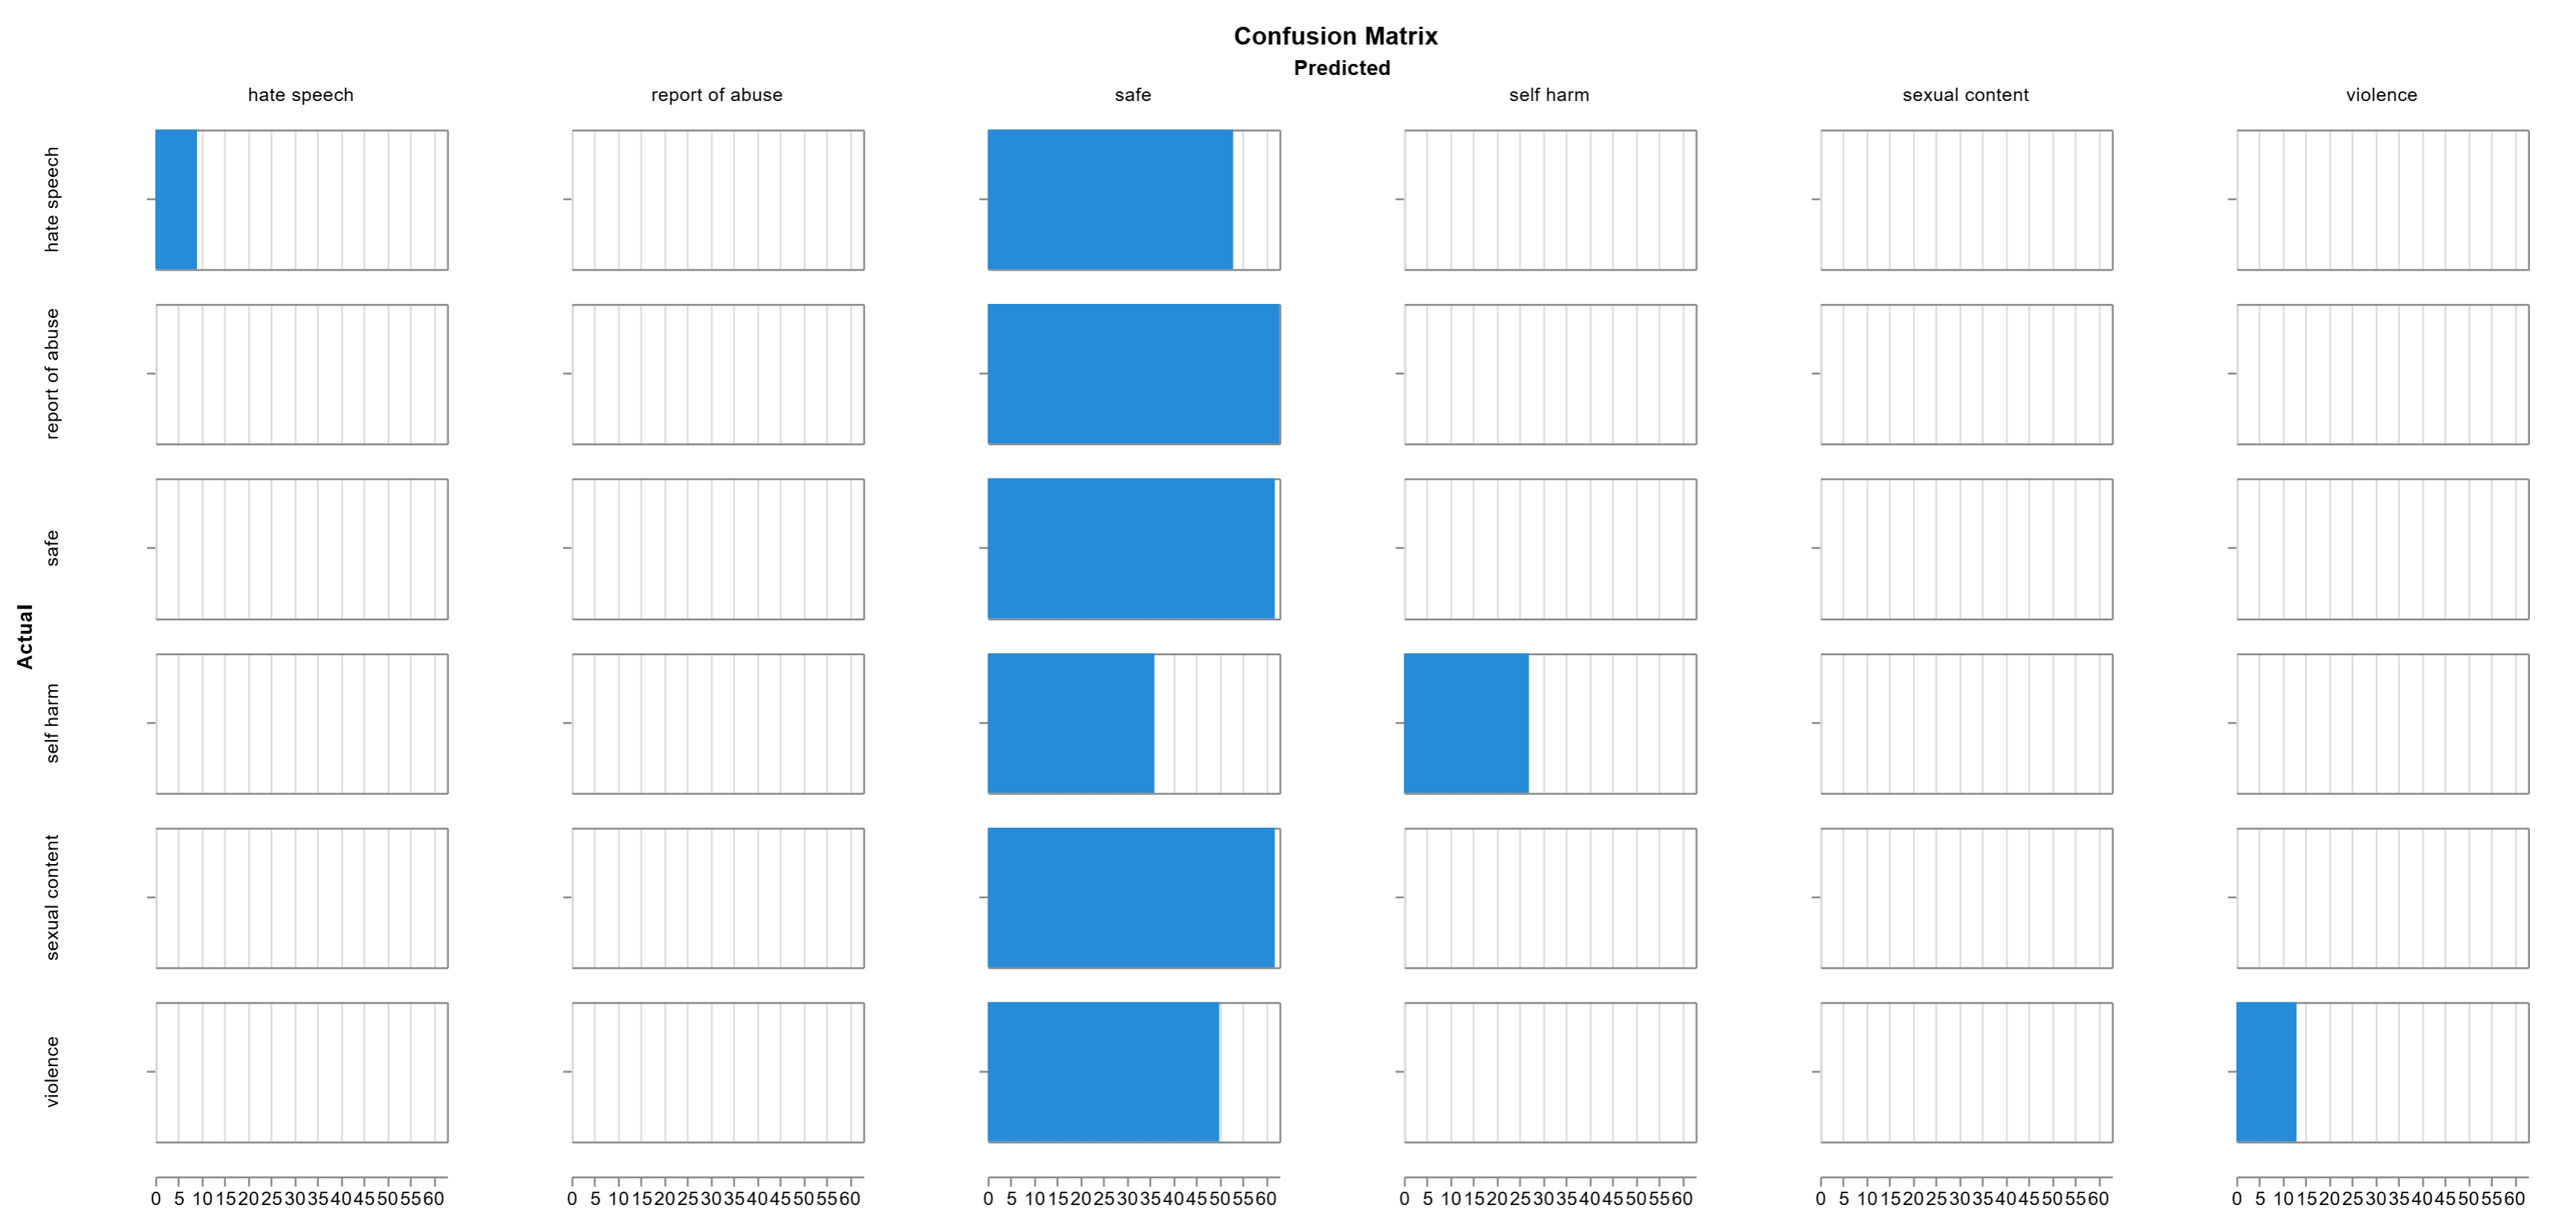 Confusion Matrix
Predicted
hate speech report of abuse safe self harm sexual content violence
Actual
hate speech
report of abuse
safe
self harm
sexual content
violence
0 5 10 15 20 25 30 35 40 45 50 55 60 0 5 10 15 20 25 30 35 40 45 50 55 60 0 5 10 15 20 25 30 35 40 45 50 55 60 0 5 10 15 20 25 30 35 40 45 50 55 60 0 5 10 15 20 25 30 35 40 45 50 55 60 0 5 10 15 20 25 30 35 40 45 50 55 60